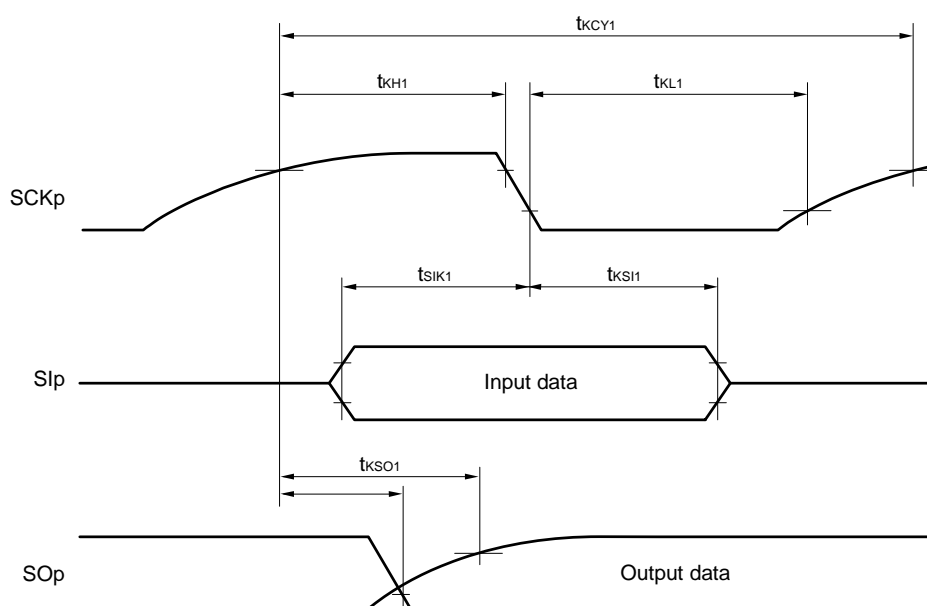 tKCY1
tKH1
tKL1
SCKp
tSIK1
tKSI1
SIp
Input data
tKSO1
SOp
Output data